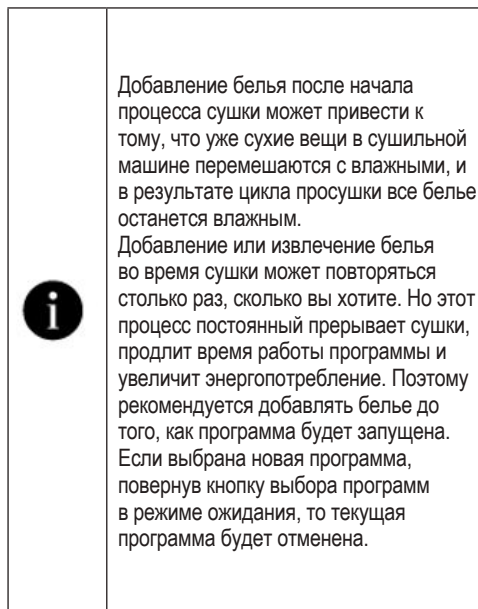 Добавление белья после начала
процесса сушки может привести к
тому, что уже сухие вещи в сушильной
машине перемешаются с влажными, и
в результате цикла просушки все белье
останется влажным.
Добавление или извлечение белья
во время сушки может повторяться
столько раз, сколько вы хотите. Но этот
процесс постоянный прерывает сушки,
продлит время работы программы и
увеличит энергопотребление. Поэтому
рекомендуется добавлять белье до
того, как программа будет запущена.
Если выбрана новая программа,
повернув кнопку выбора программ
в режиме ожидания, то текущая
программа будет отменена.